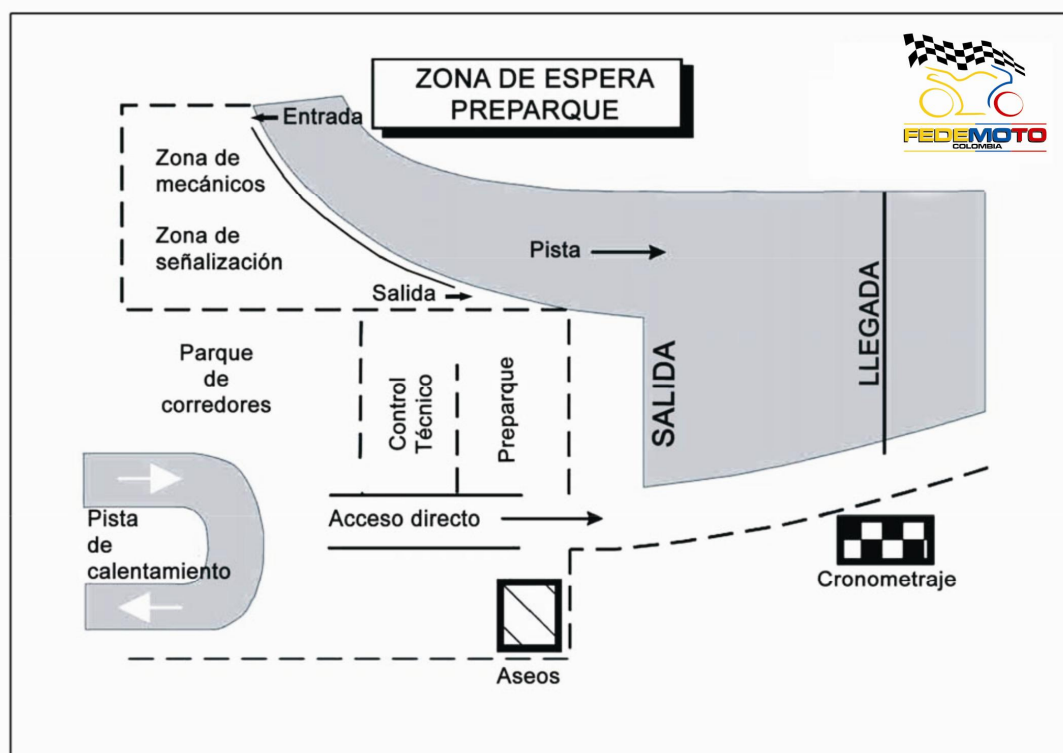 ZONA DE ESPERA
PREPARQUE
FEDEMOTO
COLOMBIA
Entrada
Zona de
mecánicos
Zona de
señalización
Pista
Salida
LLEGADA
SALIDA
Parque
de
corredores
Control
Técnico
Preparque
Pista
de
calentamiento
Acceso directo
Cronometraje
Aseos